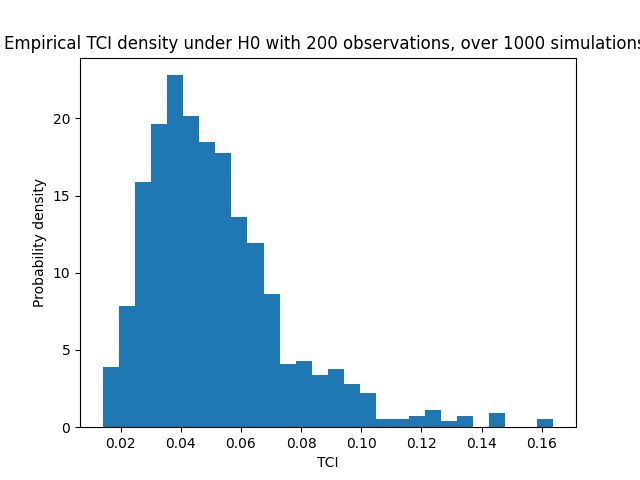 Empirical TCI density under H0 with 200 observations, over 1000 simulations
20
15
10
5
0
Probability density
0.02 0.04 0.06 0.08 0.10 0.12 0.14 0.16
TCI